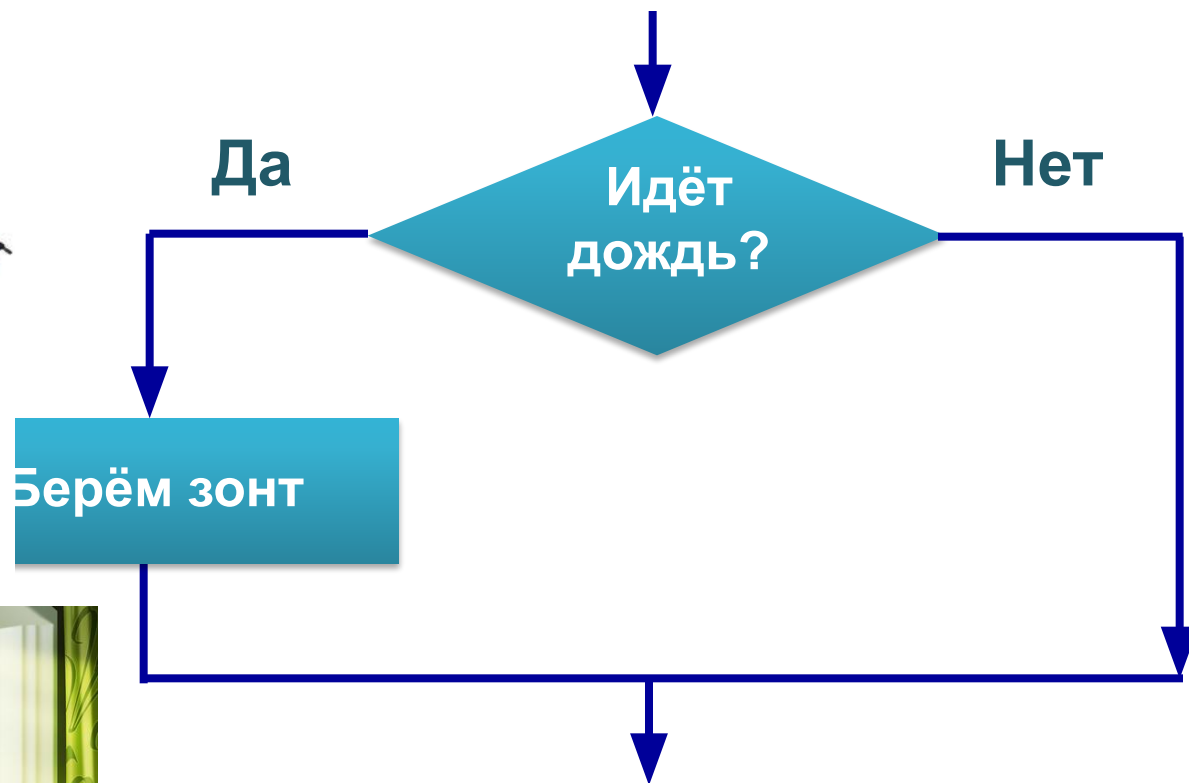 Да
Идёт
дождь?
Нет
Берём зонт